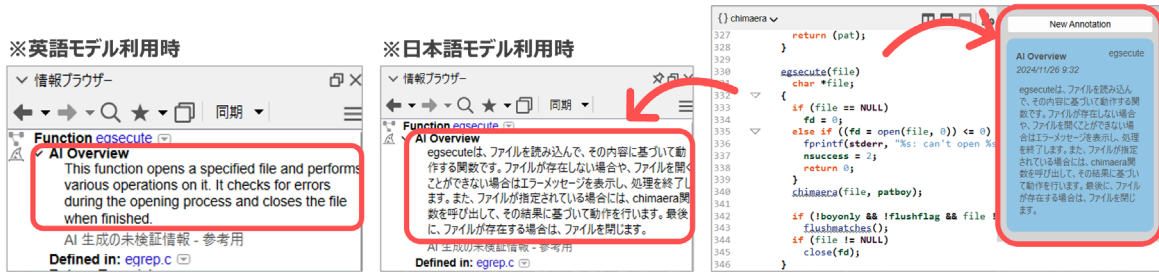 ※英語モデル利用時
情報ブラウザー
同期
Function egsecute
AI Overview
This function opens a specified file and performs
various operations on it. It checks for errors
during the opening process and closes the file
when finished.
AI 生成の未検証情報 - 参考用
Defined in: egrep.c
※日本語モデル利用時
情報ブラウザー
同期
Function egsecute
AI Overview
egsecuteは、ファイルを読み込んで、その内容に基づいて動
作する関数です。ファイルが存在しない場合や、ファイルを開く
ことができない場合はエラーメッセージを表示し、処理を終了し
ます。また、ファイルが指定されている場合には、chimaera関
数を呼び出して、その結果に基づいて動作を行います。最後
に、ファイルが存在する場合は、ファイルを閉じます。
AI 生成の未検証情報 - 参考用
Defined in: egrep.c
{} chimaera
327 return (pat);
328 }
329
330 egsecute(file)
331 char *file;
332 {
333 if (file == NULL)
334 fd = 0;
335 else if ((fd = open(file, 0)) <= 0)
336 fprintf(stderr, "%s: can't open %s
337 nsuccess = 2;
338 return 0;
339 }
340 chimaera(file, patboy);
341
342 if (!boyonly && !flushflag && file !
343 flushmatches();
344 if (file != NULL)
345 close(fd);
346 }
New Annotation
AI Overview egsecute
2024/11/26 9:32
egsecuteは、ファイルを読み込ん
で、その内容に基づいて動作する関
数です。ファイルが存在しない場合
や、ファイルを開くことができない場
合はエラーメッセージを表示し、処理
を終了します。また、ファイルが指定
されている場合には、chimaera関
数を呼び出して、その結果に基づい
て動作を行います。最後に、ファイル
が存在する場合は、ファイルを閉じ
ます。